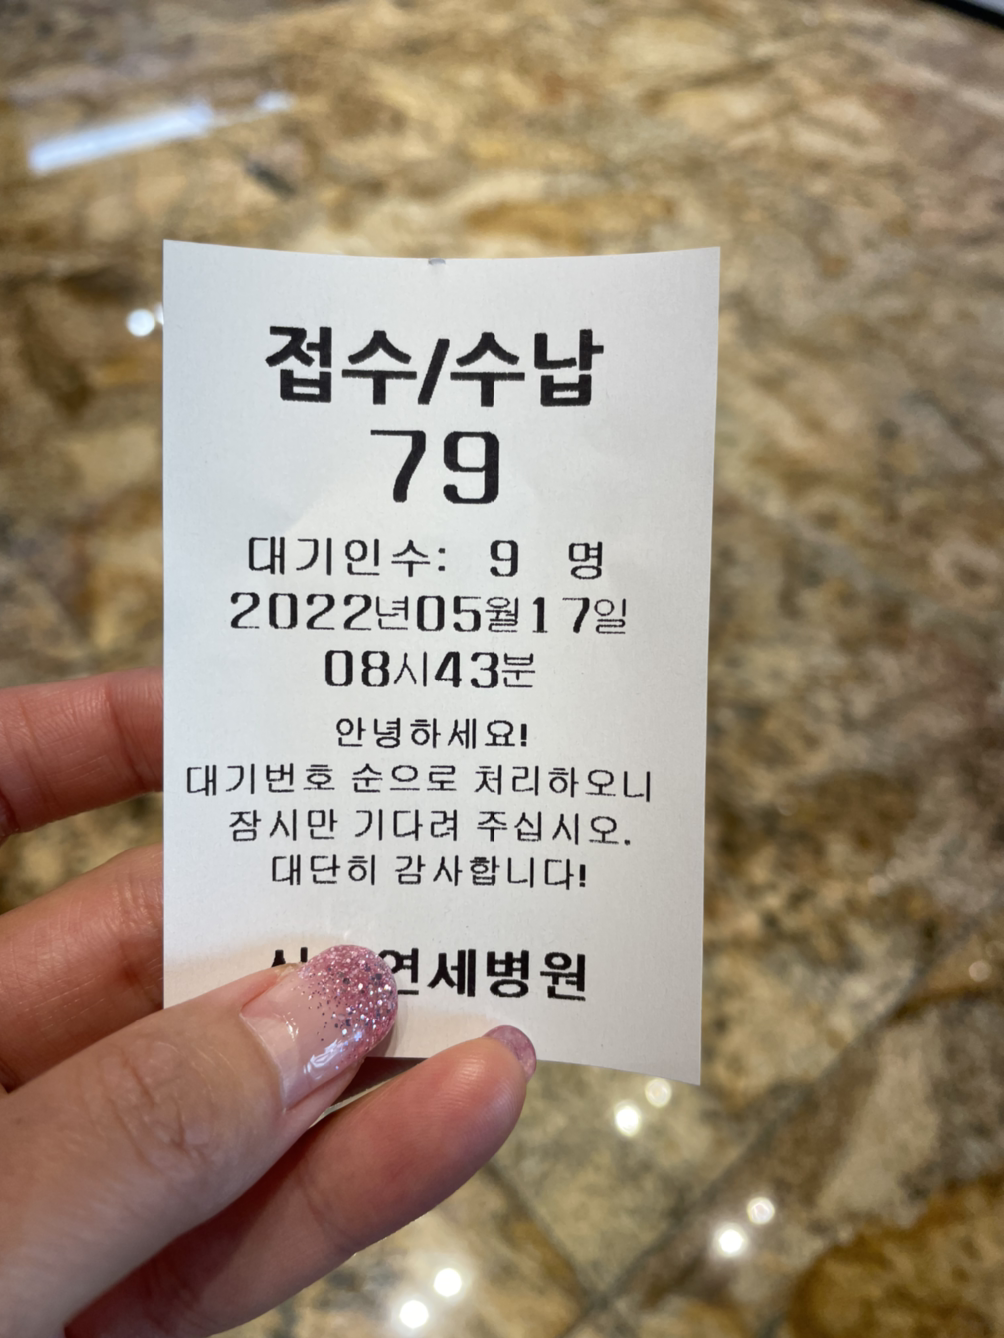 접수/수납
79
대기인수: 9 명
2022년05월17일
08시43분
안녕하세요!
대기번호 순으로 처리하오니
잠시만 기다려 주십시오.
대단히 감사합니다!
연세병원